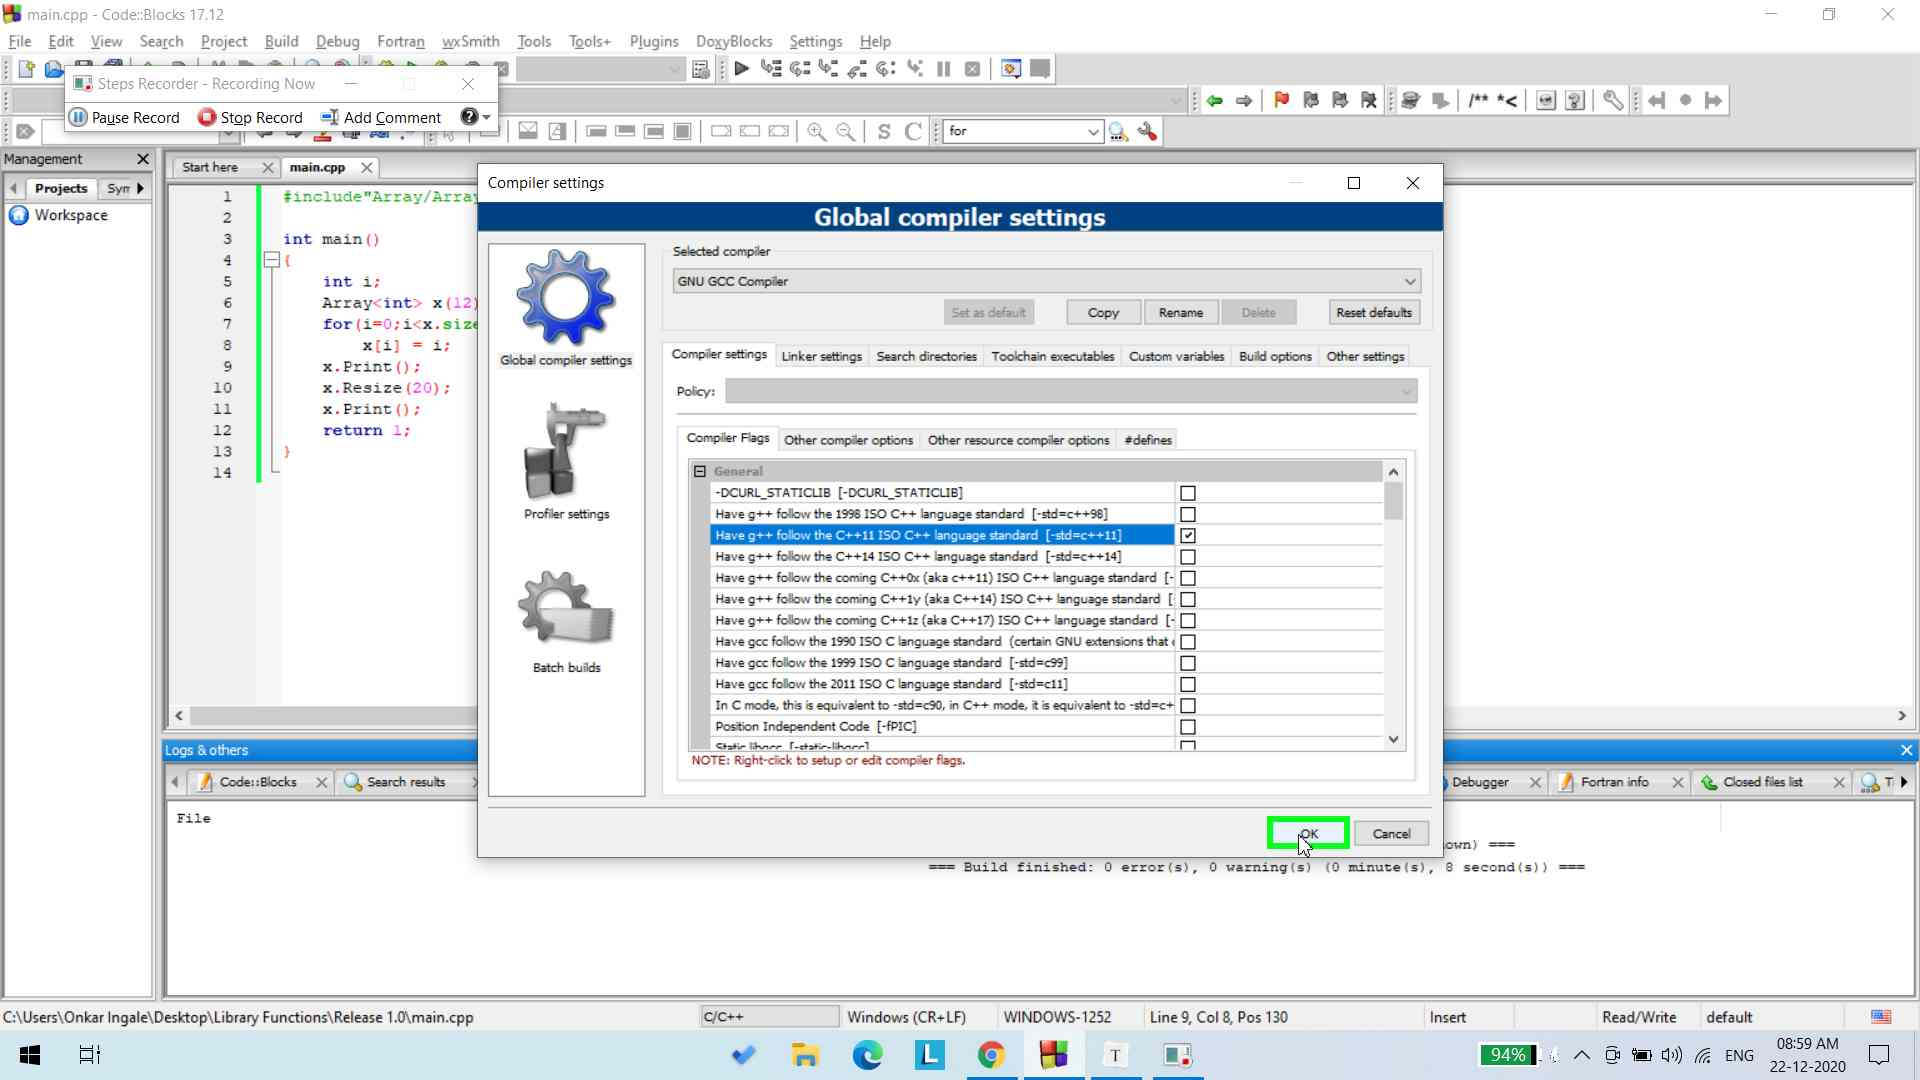 main.cpp - Code::Blocks 17.12
File Edit View Search Project Build Debug Fortran wxSmith Tools Tools+ Plugins DoxyBlocks Settings Help
Steps Recorder - Recording Now
Pause Record Stop Record Add Comment
/** *<
S C for
Management
Start here main.cpp
Projects
Workspace
1 #include"Array/Array
2
3 int main()
4 {
5 int i;
6 Array<int> x(12)
7 for(i=0;i<x.size
8 x[i] = i;
9 x.Print();
10 x.Resize(20);
11 x.Print();
12 return 1;
13 }
14
Compiler settings
Global compiler settings
Global compiler settings
Profiler settings
Batch builds
Selected compiler
GNU GCC Compiler
Set as default Copy Rename Delete Reset defaults
Compiler settings Linker settings Search directories Toolchain executables Custom variables Build options Other settings
Policy:
Compiler Flags Other compiler options Other resource compiler options #defines
General
-DCURL_STATICLIB [-DCURL_STATICLIB]
Have g++ follow the 1998 ISO C++ language standard [-std=c++98]
Have g++ follow the C++11 ISO C++ language standard [-std=c++11]
Have g++ follow the C++14 ISO C++ language standard [-std=c++14]
Have g++ follow the coming C++0x (aka c++11) ISO C++ language standard [-
Have g++ follow the coming C++1y (aka C++14) ISO C++ language standard [
Have g++ follow the coming C++1z (aka C++17) ISO C++ language standard [-
Have gcc follow the 1990 ISO C language standard (certain GNU extensions that
Have gcc follow the 1999 ISO C language standard [-std=c99]
Have gcc follow the 2011 ISO C language standard [-std=c11]
In C mode, this is equivalent to -std=c90, in C++ mode, it is equivalent to -std=c+
Position Independent Code [-fPIC]
Static libgcc [-static-libgcc]
NOTE: Right-click to setup or edit compiler flags.
OK Cancel
Logs & others
Code::Blocks Search results Debugger Fortran info Closed files list
File
own) ===
=== Build finished: 0 error(s), 0 warning(s) (0 minute(s), 8 second(s)) ===
C:\Users\Onkar Ingale\Desktop\Library Functions\Release 1.0\main.cpp C/C++ Windows (CR+LF) WINDOWS-1252 Line 9, Col 8, Pos 130 Insert Read/Write default
L T 94% ENG 08:59 AM
22-12-2020